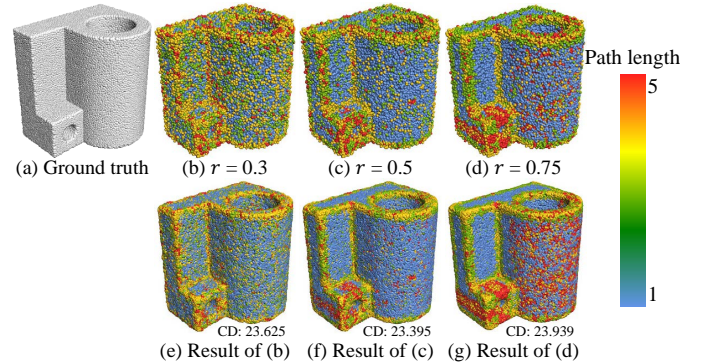 Path length
5
1
(a) Ground truth
(b) r = 0.3
(c) r = 0.5
(d) r = 0.75
CD: 23.625
CD: 23.395
CD: 23.939
(e) Result of (b)
(f) Result of (c)
(g) Result of (d)